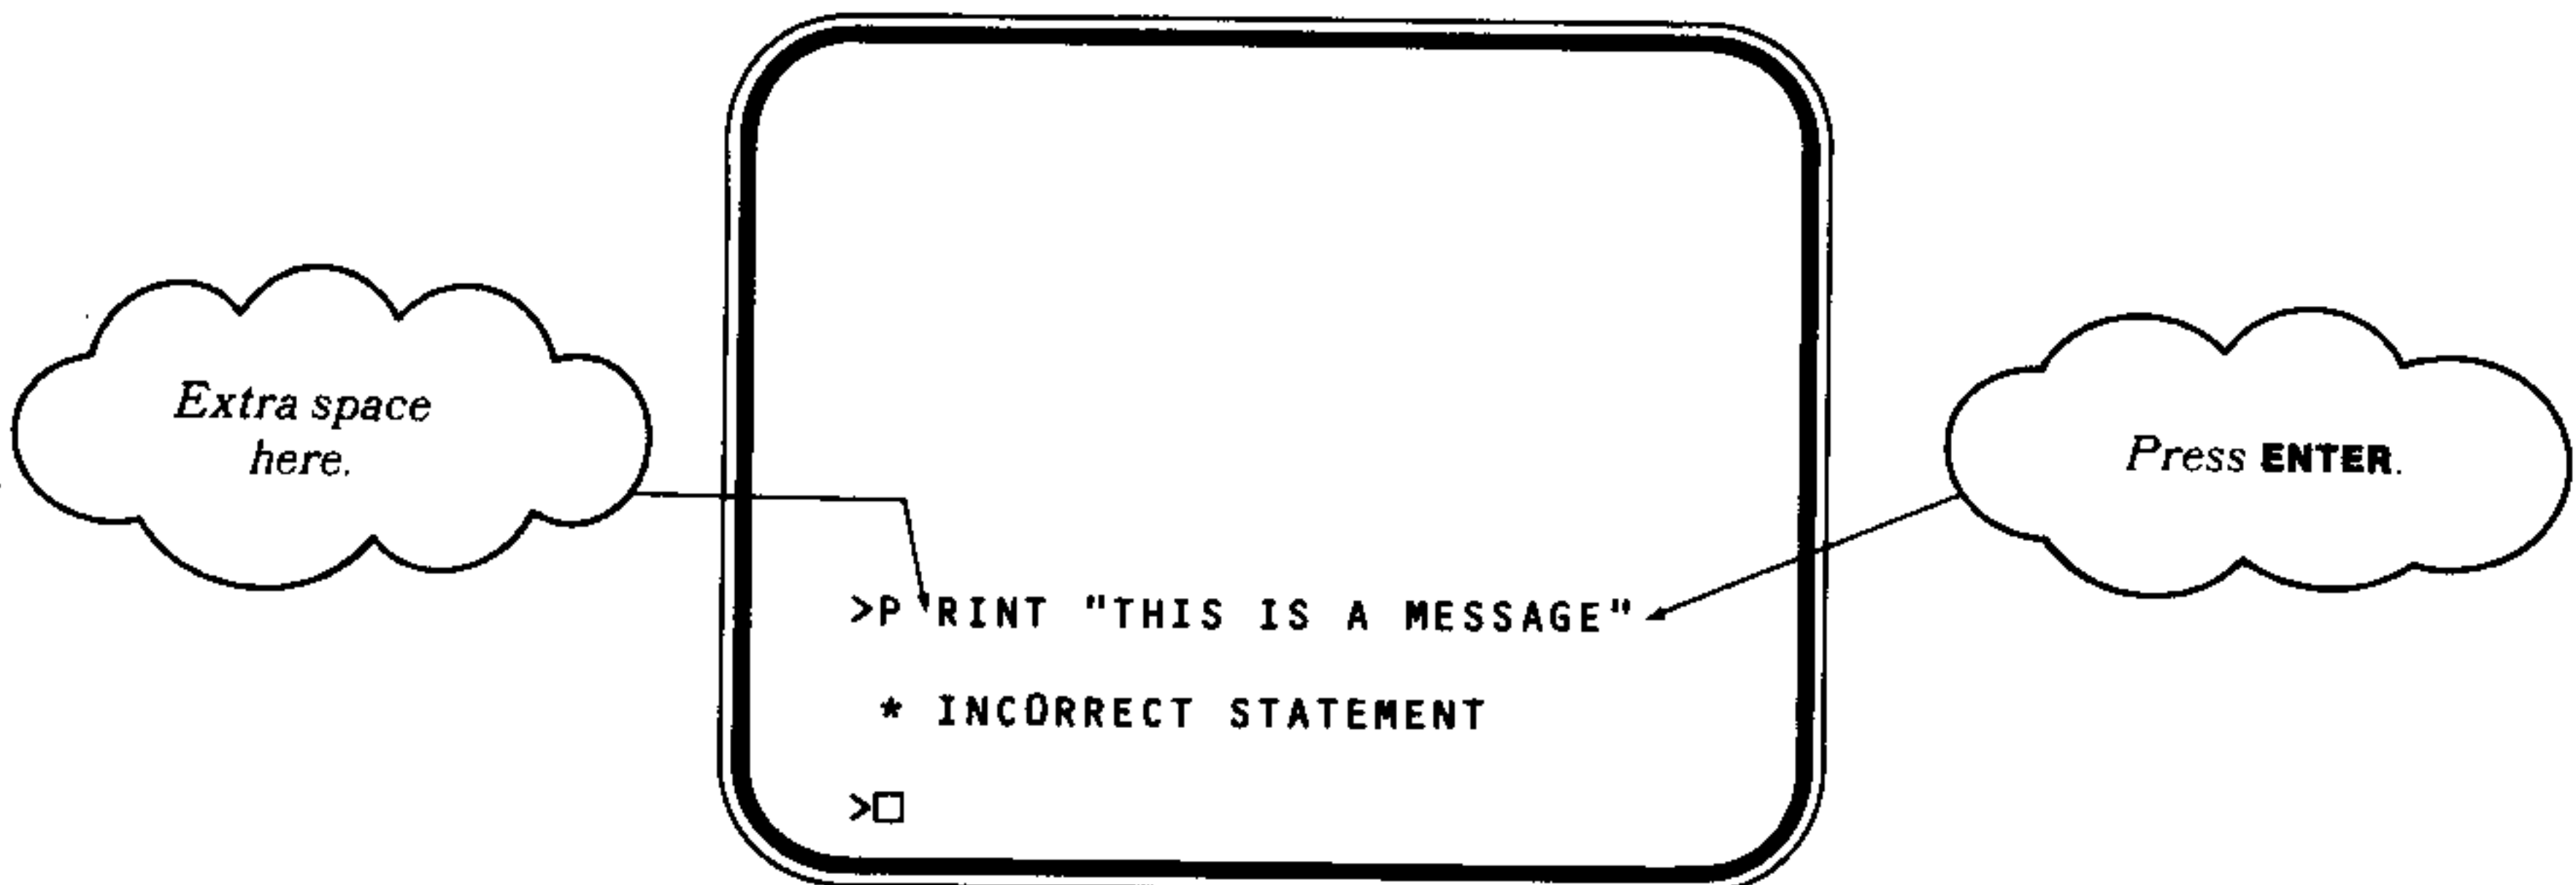 Extra space
here.
Press ENTER.
>P RINT "THIS IS A MESSAGE"
* INCORRECT STATEMENT
>□